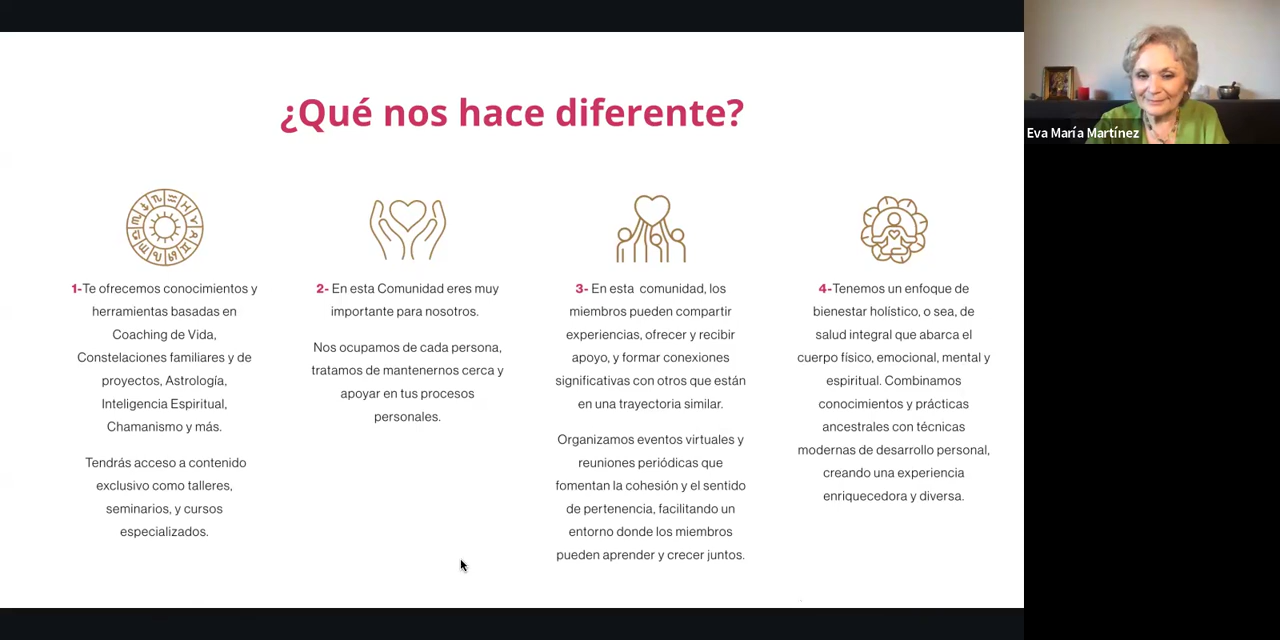 ¿Qué nos hace diferente?
1-Te ofrecemos conocimientos y
herramientas basadas en
Coaching de Vida,
Constelaciones familiares y de
proyectos, Astrología,
Inteligencia Espiritual,
Chamanismo y más.
Tendrás acceso a contenido
exclusivo como talleres,
seminarios, y cursos
especializados.
2- En esta Comunidad eres muy
importante para nosotros.
Nos ocupamos de cada persona,
tratamos de mantenernos cerca y
apoyar en tus procesos
personales.
3- En esta comunidad, los
miembros pueden compartir
experiencias, ofrecer y recibir
apoyo, y formar conexiones
significativas con otros que están
en una trayectoria similar.
Organizamos eventos virtuales y
reuniones periódicas que
fomentan la cohesión y el sentido
de pertenencia, facilitando un
entorno donde los miembros
pueden aprender y crecer juntos.
4-Tenemos un enfoque de
bienestar holístico, o sea, de
salud integral que abarca el
cuerpo físico, emocional, mental y
espiritual. Combinamos
conocimientos y prácticas
ancestrales con técnicas
modernas de desarrollo personal,
creando una experiencia
enriquecedora y diversa.
Eva María Martínez